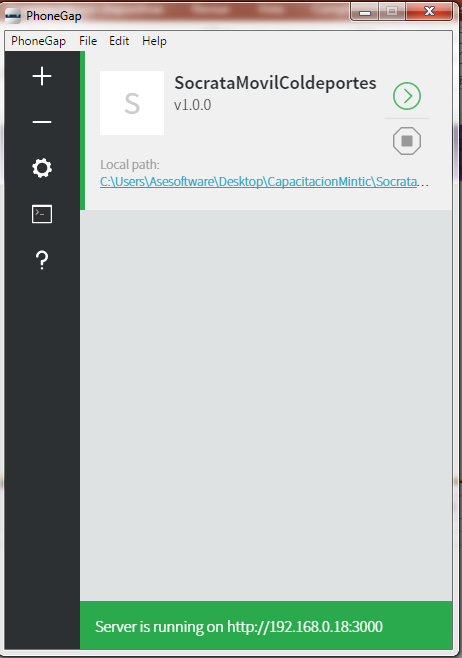 PhoneGap
PhoneGap File Edit Help
S
SocrataMovilColdeportes
v1.0.0
Local path:
C:\Users\Asesoftware\Desktop\CapacitacionMintic\Socrata...
Server is running on http://192.168.0.18:3000